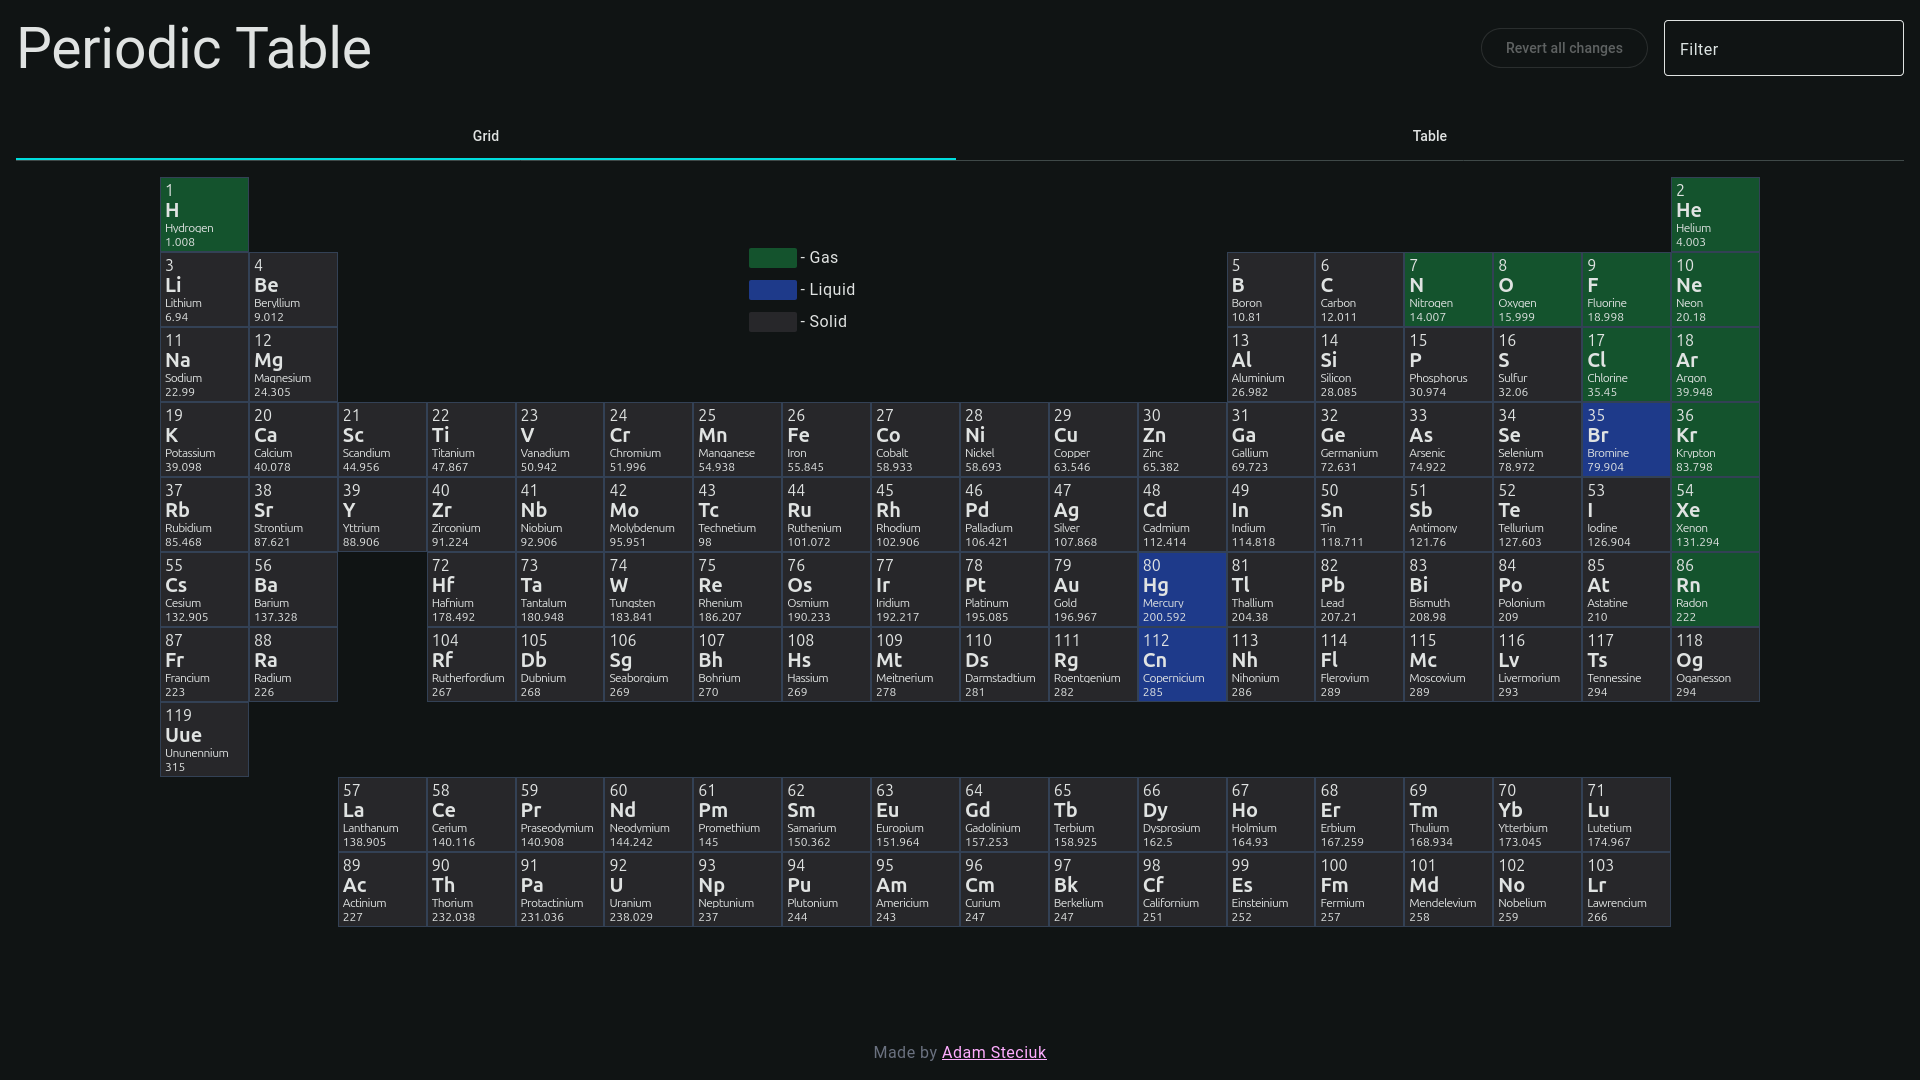 Periodic Table
Revert all changes
Filter
Grid
Table
1 2
H He
Hydrogen Helium
1.008 4.003
- Gas
- Liquid
- Solid
3 4 5 6 7 8 9 10
Li Be B C N O F Ne
Lithium Beryllium Boron Carbon Nitrogen Oxygen Fluorine Neon
6.94 9.012 10.81 12.011 14.007 15.999 18.998 20.18
11 12 13 14 15 16 17 18
Na Mg Al Si P S Cl Ar
Sodium Magnesium Aluminium Silicon Phosphorus Sulfur Chlorine Argon
22.99 24.305 26.982 28.085 30.974 32.06 35.45 39.948
19 20 21 22 23 24 25 26 27 28 29 30 31 32 33 34 35 36
K Ca Sc Ti V Cr Mn Fe Co Ni Cu Zn Ga Ge As Se Br Kr
Potassium Calcium Scandium Titanium Vanadium Chromium Manganese Iron Cobalt Nickel Copper Zinc Gallium Germanium Arsenic Selenium Bromine Krypton
39.098 40.078 44.956 47.867 50.942 51.996 54.938 55.845 58.933 58.693 63.546 65.382 69.723 72.631 74.922 78.972 79.904 83.798
37 38 39 40 41 42 43 44 45 46 47 48 49 50 51 52 53 54
Rb Sr Y Zr Nb Mo Tc Ru Rh Pd Ag Cd In Sn Sb Te I Xe
Rubidium Strontium Yttrium Zirconium Niobium Molybdenum Technetium Ruthenium Rhodium Palladium Silver Cadmium Indium Tin Antimony Tellurium Iodine Xenon
85.468 87.621 88.906 91.224 92.906 95.951 98 101.072 102.906 106.421 107.868 112.414 114.818 118.711 121.76 127.603 126.904 131.294
55 56 72 73 74 75 76 77 78 79 80 81 82 83 84 85 86
Cs Ba Hf Ta W Re Os Ir Pt Au Hg Tl Pb Bi Po At Rn
Cesium Barium Hafnium Tantalum Tungsten Rhenium Osmium Iridium Platinum Gold Mercury Thallium Lead Bismuth Polonium Astatine Radon
132.905 137.328 178.492 180.948 183.841 186.207 190.233 192.217 195.085 196.967 200.592 204.38 207.21 208.98 209 210 222
87 88 104 105 106 107 108 109 110 111 112 113 114 115 116 117 118
Fr Ra Rf Db Sg Bh Hs Mt Ds Rg Cn Nh Fl Mc Lv Ts Og
Francium Radium Rutherfordium Dubnium Seaborgium Bohrium Hassium Meitnerium Darmstadtium Roentgenium Copernicium Nihonium Flerovium Moscovium Livermorium Tennessine Oganesson
223 226 267 268 269 270 269 278 281 282 285 286 289 289 293 294 294
119
Uue
Ununennium
315
57 58 59 60 61 62 63 64 65 66 67 68 69 70 71
La Ce Pr Nd Pm Sm Eu Gd Tb Dy Ho Er Tm Yb Lu
Lanthanum Cerium Praseodymium Neodymium Promethium Samarium Europium Gadolinium Terbium Dysprosium Holmium Erbium Thulium Ytterbium Lutetium
138.905 140.116 140.908 144.242 145 150.362 151.964 157.253 158.925 162.5 164.93 167.259 168.934 173.045 174.967
89 90 91 92 93 94 95 96 97 98 99 100 101 102 103
Ac Th Pa U Np Pu Am Cm Bk Cf Es Fm Md No Lr
Actinium Thorium Protactinium Uranium Neptunium Plutonium Americium Curium Berkelium Californium Einsteinium Fermium Mendelevium Nobelium Lawrencium
227 232.038 231.036 238.029 237 244 243 247 247 251 252 257 258 259 266
Made by Adam Steciuk